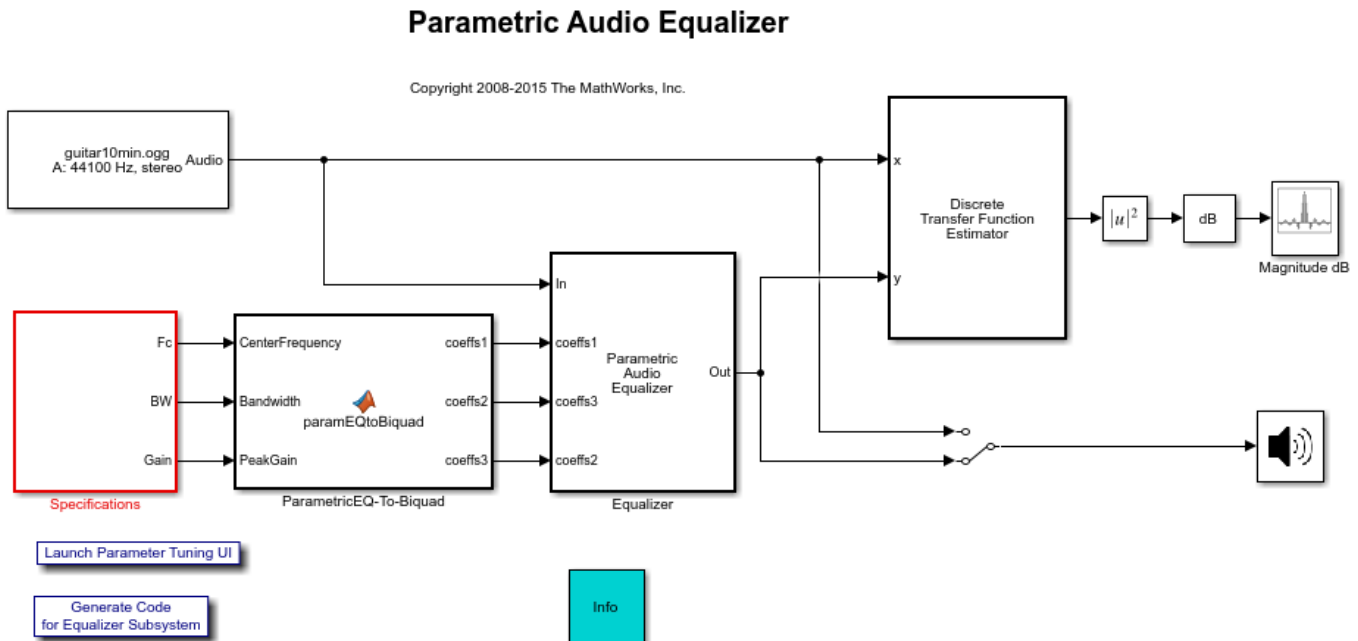 Parametric Audio Equalizer
Copyright 2008-2015 The MathWorks, Inc.
guitar10min.ogg
A: 44100 Hz, stereo
Audio
x
y
Discrete
Transfer Function
Estimator
|u|²
dB
Magnitude dB
Fc
BW
Gain
Specifications
CenterFrequency
Bandwidth
PeakGain
paramEQtoBiquad
coeffs1
coeffs2
coeffs3
ParametricEQ-To-Biquad
In
coeffs1
coeffs3
coeffs2
Parametric
Audio
Equalizer
Out
Equalizer
Launch Parameter Tuning UI
Generate Code
for Equalizer Subsystem
Info